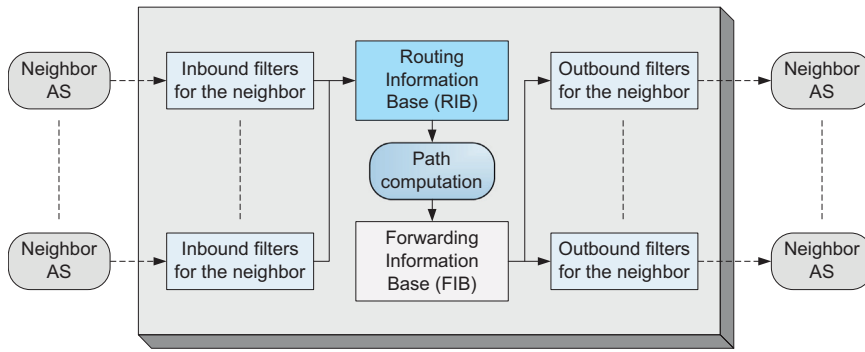 Neighbor
AS
Inbound filters
for the neighbor
Routing
Information
Base (RIB)
Outbound filters
for the neighbor
Neighbor
AS
Path
computation
Neighbor
AS
Inbound filters
for the neighbor
Forwarding
Information
Base (FIB)
Outbound filters
for the neighbor
Neighbor
AS